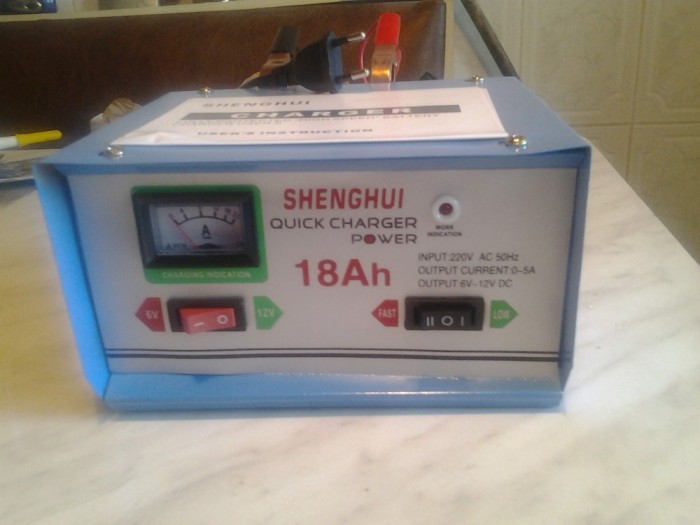 SHENGHUI
CHARGER
USER'S INSTRUCTION
SHENGHUI
QUICK CHARGER
POWER
WORK
INDICATION
A
CHARGING INDICATION
18Ah
INPUT:220V AC 50Hz
OUTPUT CURRENT:0-5A
OUTPUT:6V-12V DC
6V
12V
FAST
LOW